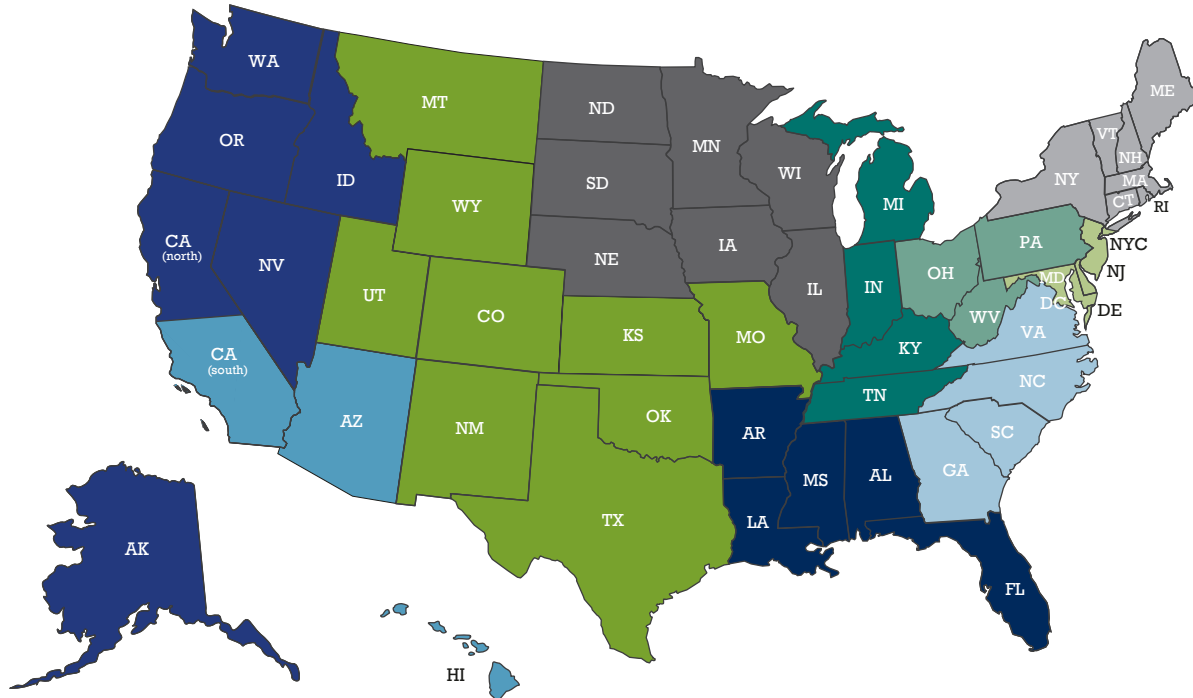 WA
MT
ND
MN
ME
VT
NH
OR
ID
SD
WI
MI
NY
MA
CT
RI
WY
CA
(north)
NV
NE
IA
PA
NYC
NJ
OH
MD
DE
DC
UT
CO
IL
IN
WV
VA
KS
MO
KY
CA
(south)
NC
TN
AZ
NM
OK
AR
SC
MS
AL
GA
TX
LA
AK
FL
HI